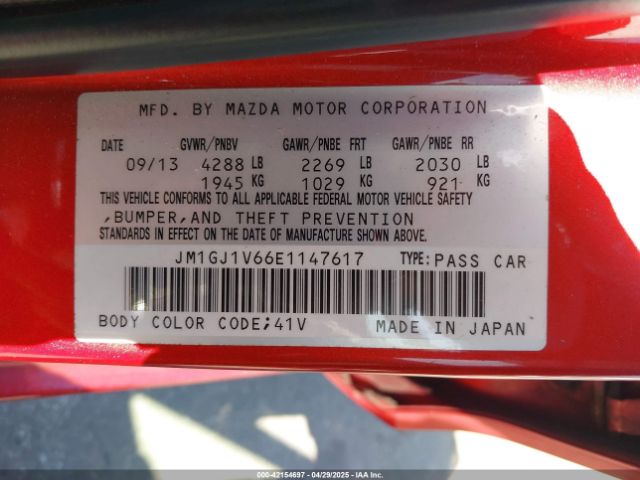 MFD. BY MAZDA MOTOR CORPORATION
DATE GVWR/PNBV GAWR/PNBE FRT GAWR/PNBE RR
09/13 4288 LB 2269 LB 2030 LB
1945 KG 1029 KG 921 KG
THIS VEHICLE CONFORMS TO ALL APPLICABLE FEDERAL MOTOR VEHICLE SAFETY
,BUMPER,AND THEFT PREVENTION
STANDARDS IN EFFECT ON THE DATE OF MANUFACTURE SHOWN ABOVE.
JM1GJ1V66E1147617 TYPE:PASS CAR
BODY COLOR CODE;41V MADE IN JAPAN
000-42154697 - 04/29/2025 - IAA Inc.